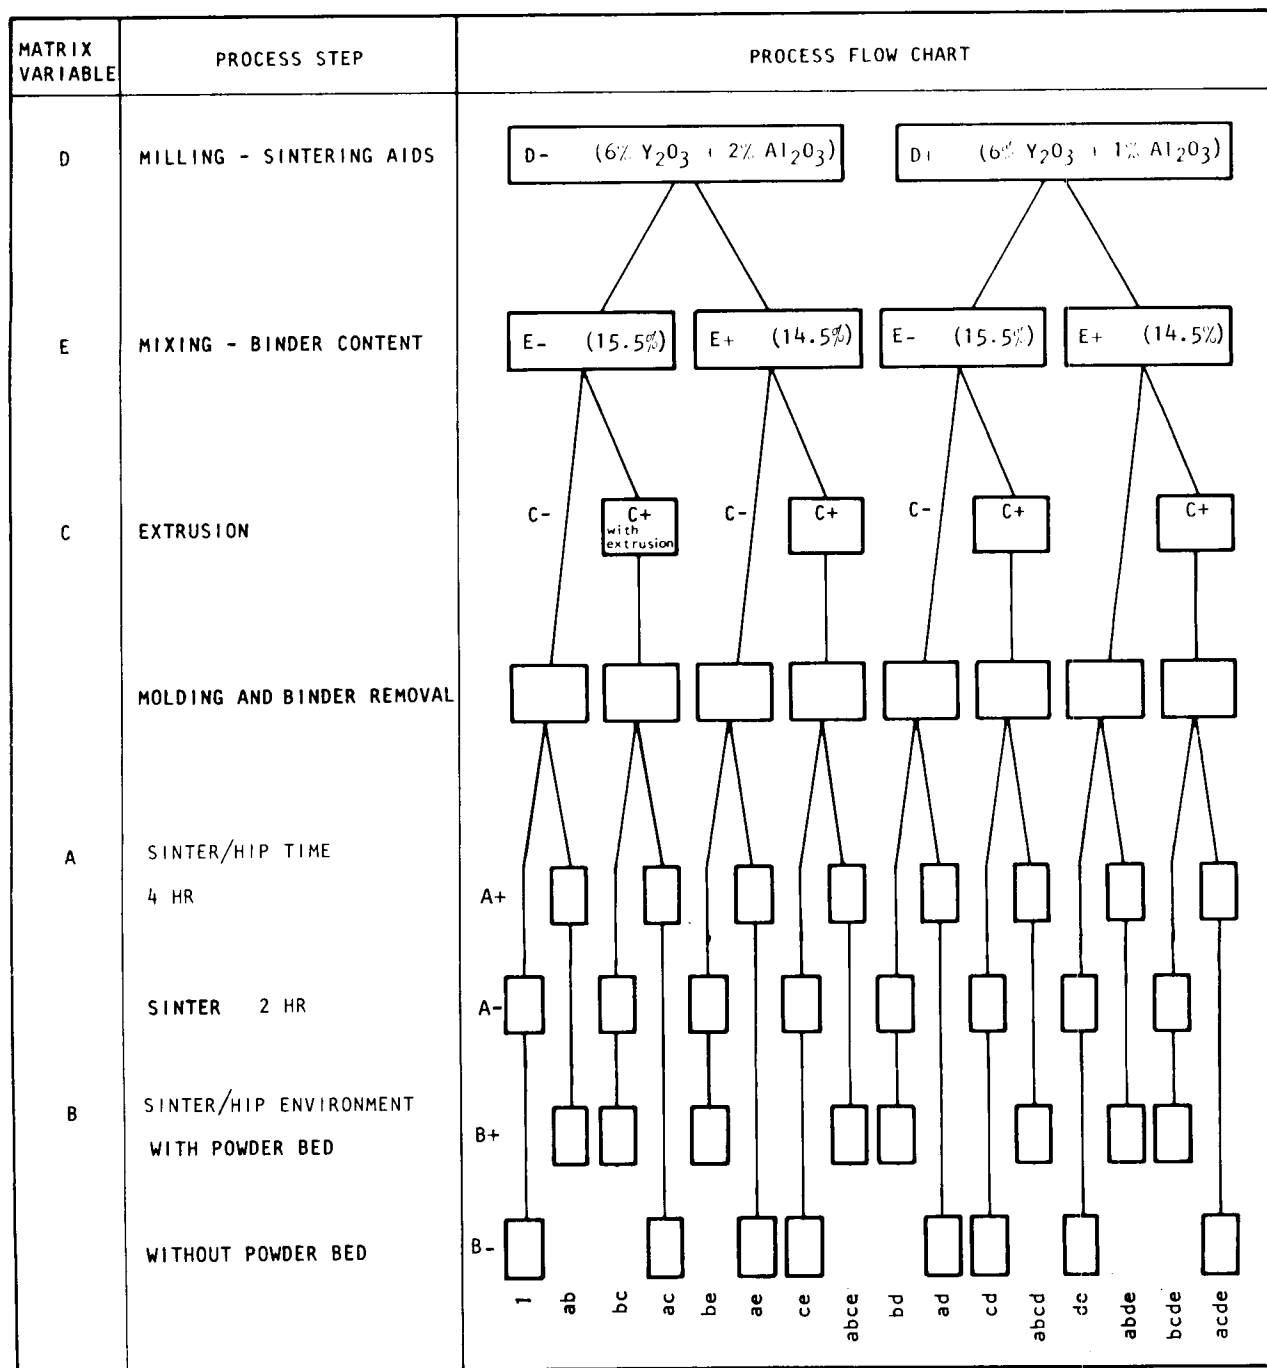 MATRIX VARIABLE
PROCESS STEP
PROCESS FLOW CHART
D
MILLING - SINTERING AIDS
D- (6% Y2O3 + 2% Al2O3)
D+ (6% Y2O3 + 1% Al2O3)
E
MIXING - BINDER CONTENT
E- (15.5%)
E+ (14.5%)
E- (15.5%)
E+ (14.5%)
C
EXTRUSION
C-
C+
with
extrusion
C-
C+
C-
C+
C+
MOLDING AND BINDER REMOVAL
A
SINTER/HIP TIME
4 HR
A+
SINTER 2 HR
A-
B
SINTER/HIP ENVIRONMENT
WITH POWDER BED
B+
WITHOUT POWDER BED
B-
1
ab
bc
ac
be
ae
ce
abce
bd
ad
cd
abcd
de
abde
bcde
acde